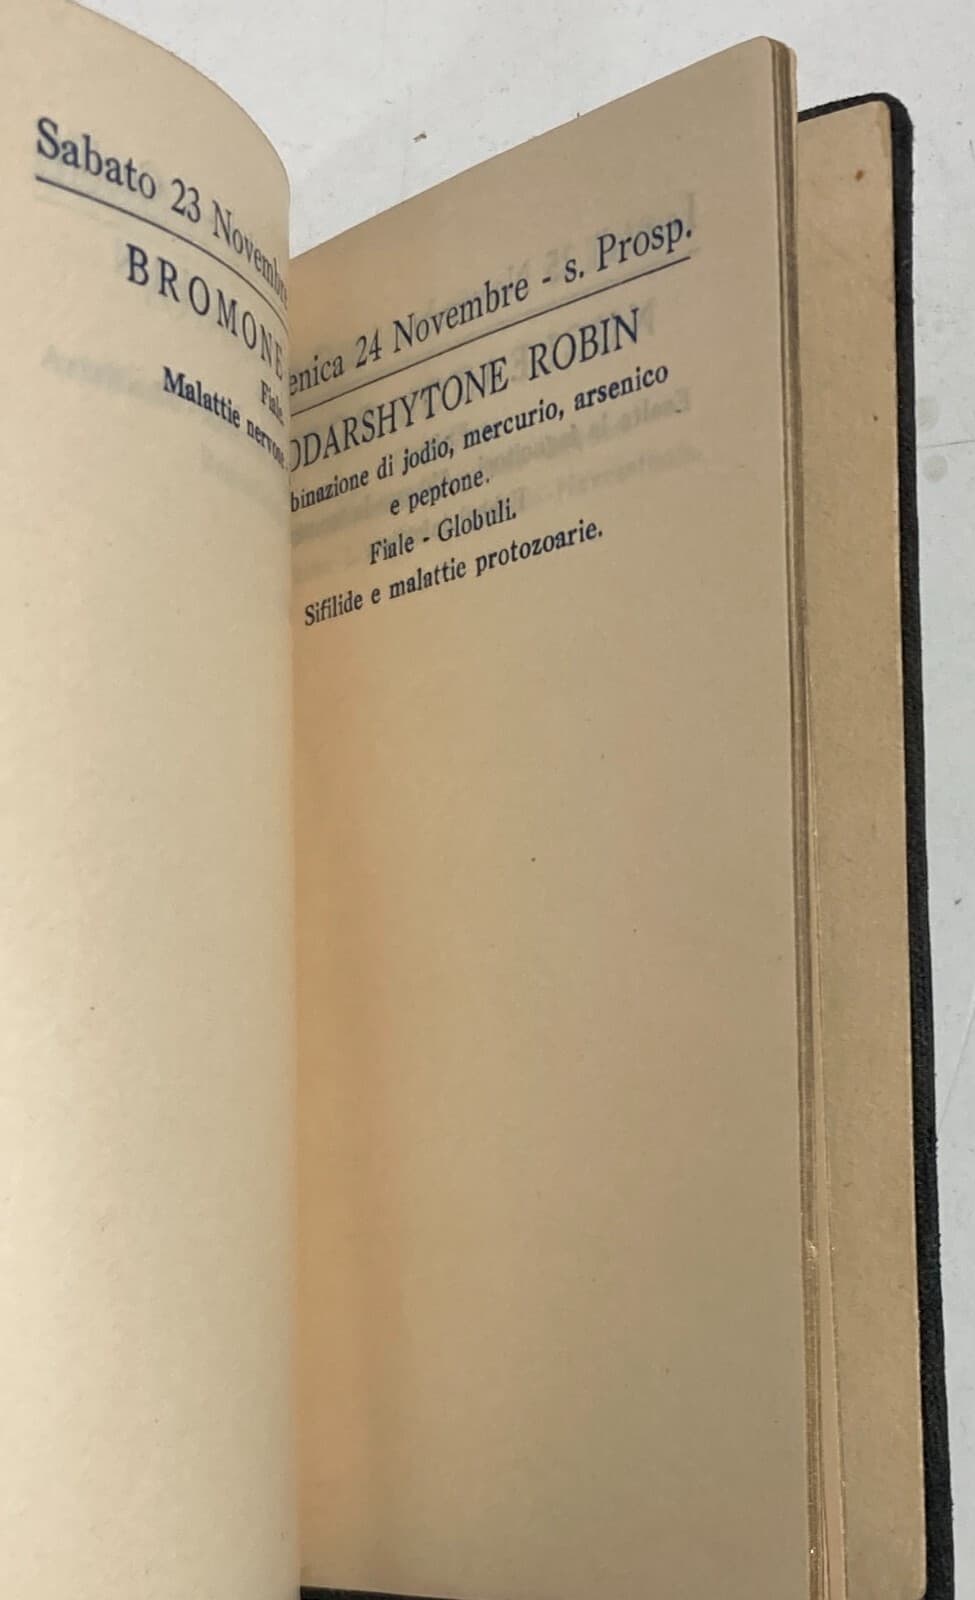 Sabato 23 Novembre
BROMONE
Fiale.
Malattie nervose.
enica 24 Novembre - s. Prosp.
ODARSHYTONE ROBIN
binazione di jodio, mercurio, arsenico
e peptone.
Fiale - Globuli.
Sifilide e malattie protozoarie.